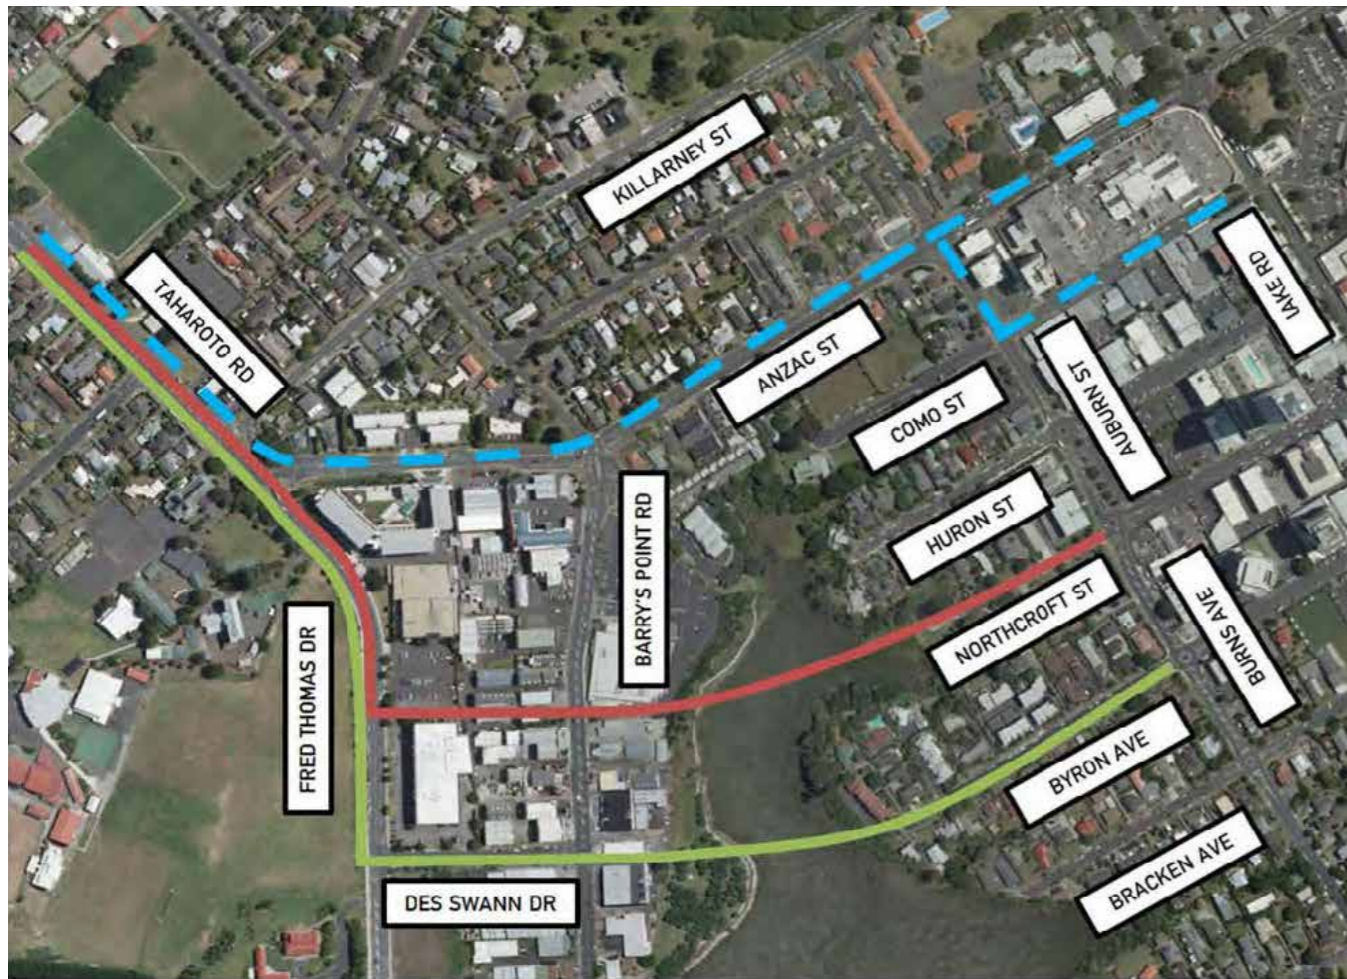 KILLARNEY ST
TAHAROTO RD
LAKE RD
ANZAC ST
AUBURN ST
COMO ST
HURON ST
BARRY'S POINT RD
NORTHCROFT ST
BURNS AVE
FRED THOMAS DR
BYRON AVE
BRACKEN AVE
DES SWANN DR